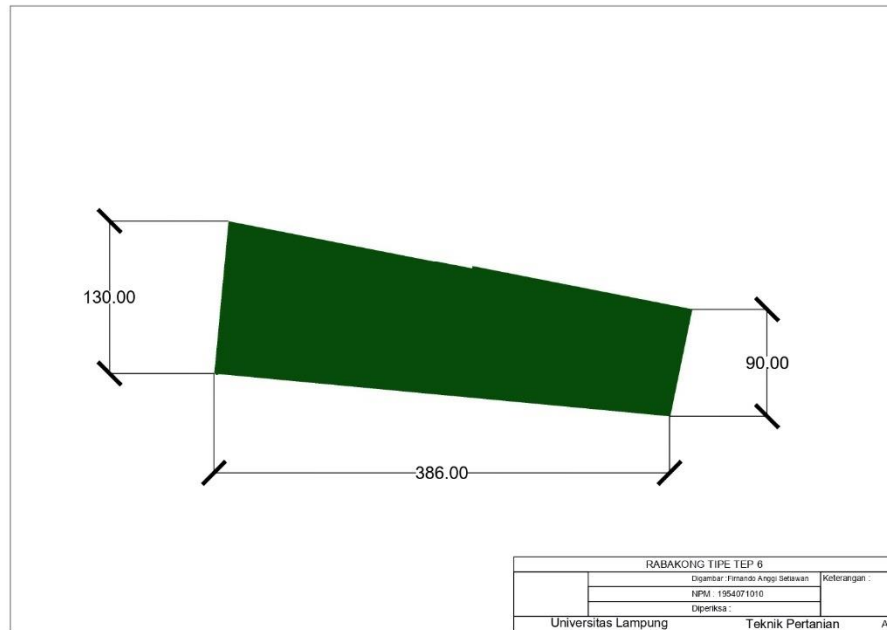 130.00
90.00
386.00
RABAKONG TIPE TEP 6
Digambar : Firnando Anggi Setiawan
Keterangan :
NPM : 1954071010
Diperiksa :
Universitas Lampung
Teknik Pertanian
A